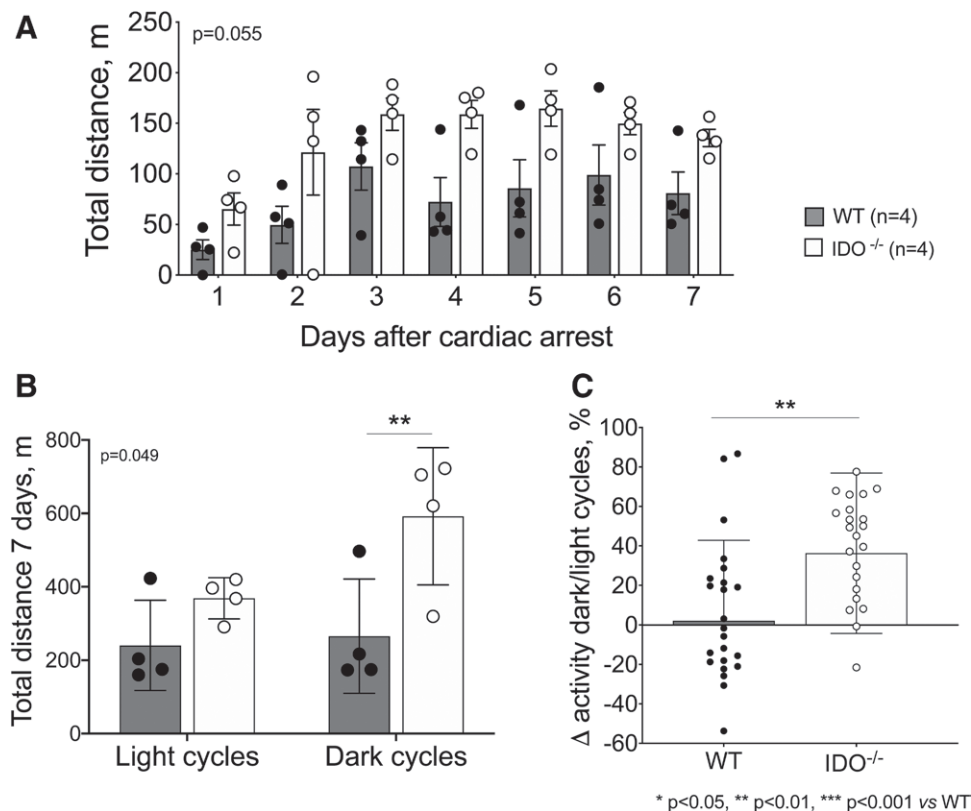 A
p=0.055
Total distance, m
250
200
150
100
50
0
1 2 3 4 5 6 7
Days after cardiac arrest
WT (n=4)
IDO -/- (n=4)
B
p=0.049
**
Total distance 7 days, m
800
600
400
200
0
Light cycles Dark cycles
C
**
Δ activity dark/light cycles, %
100
80
60
40
20
0
-20
-40
-60
WT IDO-/-
* p<0.05, ** p<0.01, *** p<0.001 vs WT